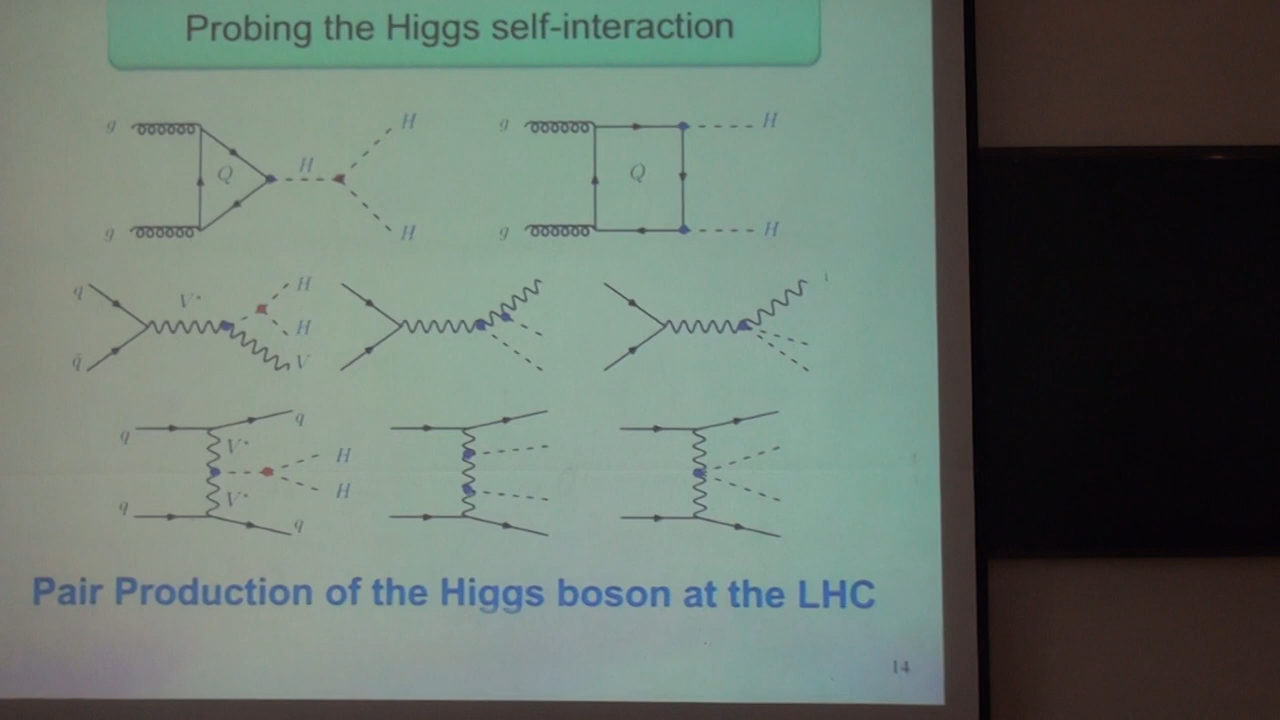 Probing the Higgs self-interaction
g H g H
Q H Q
g H g H
q V* H
H
q̄ V
q V* q
H
V* H
q q
Pair Production of the Higgs boson at the LHC
14